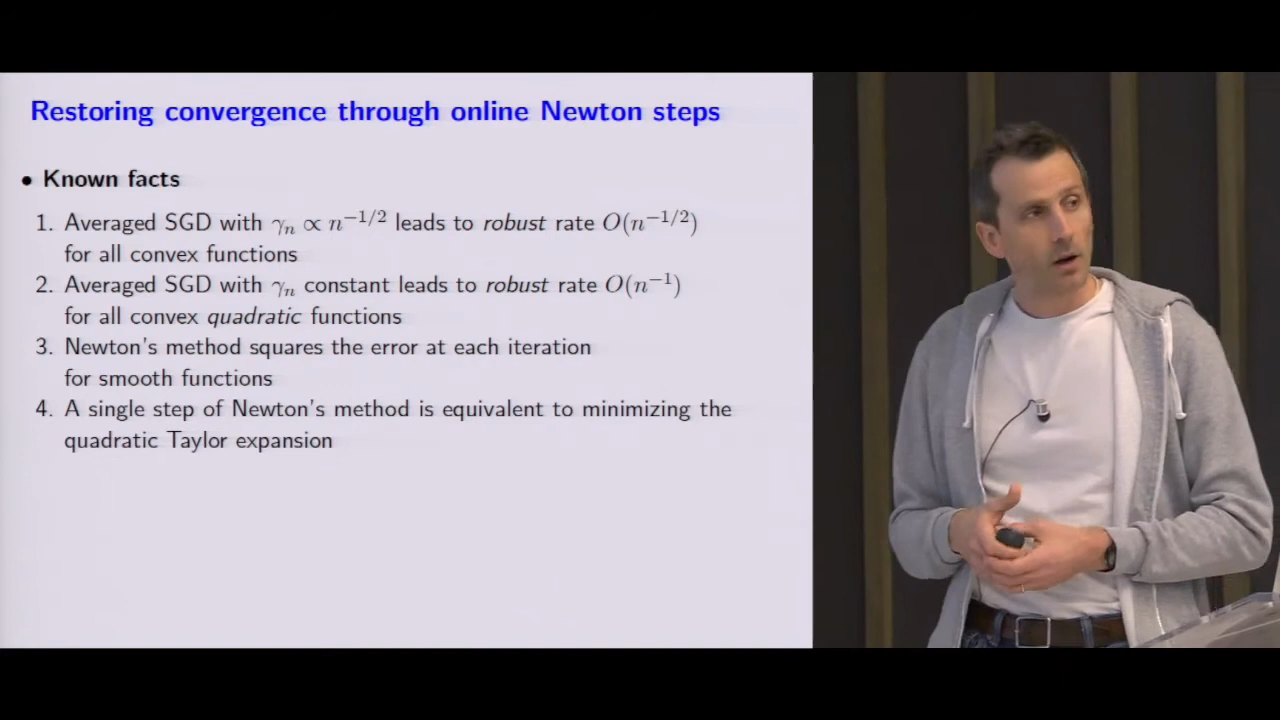 Restoring convergence through online Newton steps
• Known facts
1. Averaged SGD with γₙ ∝ n⁻¹/² leads to robust rate O(n⁻¹/²)
for all convex functions
2. Averaged SGD with γₙ constant leads to robust rate O(n⁻¹)
for all convex quadratic functions
3. Newton's method squares the error at each iteration
for smooth functions
4. A single step of Newton's method is equivalent to minimizing the
quadratic Taylor expansion